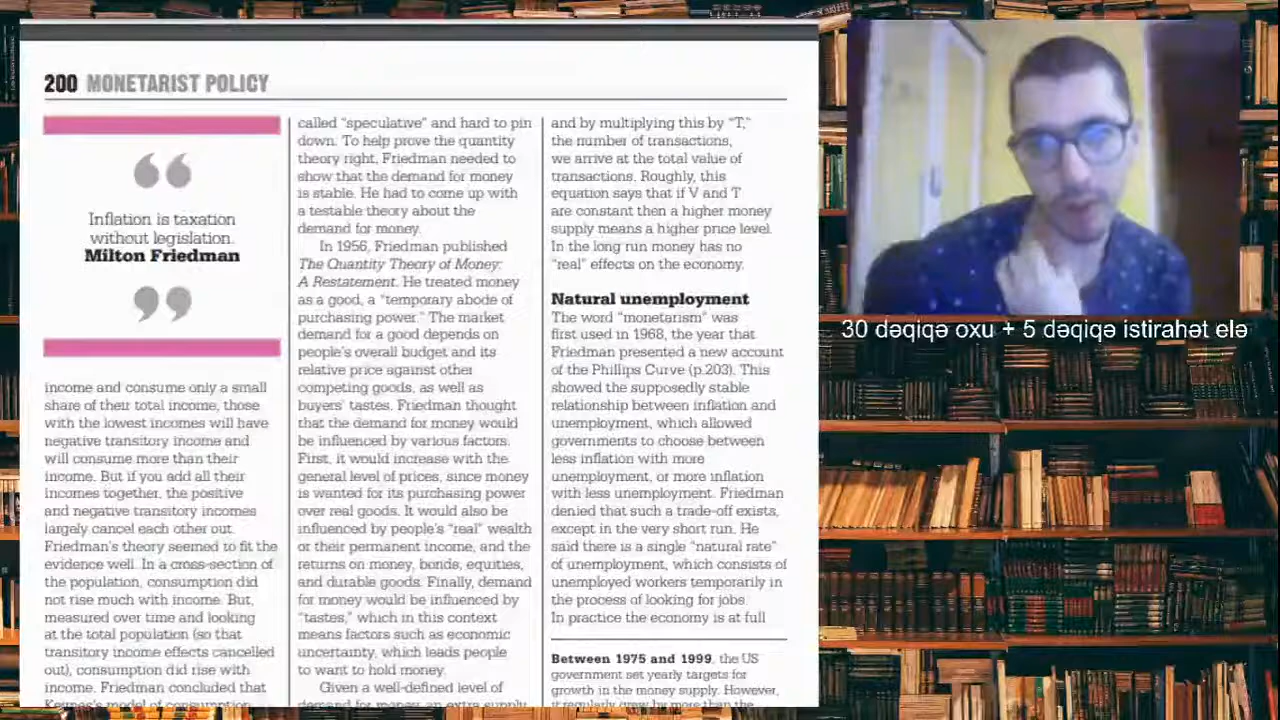 200 MONETARIST POLICY
“
Inflation is taxation
without legislation.
Milton Friedman
”
income and consume only a small
share of their total income, those
with the lowest incomes will have
negative transitory income and
will consume more than their
income. But if you add all their
incomes together, the positive
and negative transitory incomes
largely cancel each other out.
Friedman's theory seemed to fit the
evidence well. In a cross-section of
the population, consumption did
not rise much with income. But,
measured over time and looking
at the total population (so that
transitory income effects cancelled
out), consumption did rise with
income. Friedman concluded that
Keynes's model of consumption
called “speculative” and hard to pin
down. To help prove the quantity
theory right, Friedman needed to
show that the demand for money
is stable. He had to come up with
a testable theory about the
demand for money.
In 1956, Friedman published
The Quantity Theory of Money:
A Restatement. He treated money
as a good, a “temporary abode of
purchasing power.” The market
demand for a good depends on
people's overall budget and its
relative price against other
competing goods, as well as
buyers' tastes. Friedman thought
that the demand for money would
be influenced by various factors.
First, it would increase with the
general level of prices, since money
is wanted for its purchasing power
over real goods. It would also be
influenced by people's “real” wealth
or their permanent income, and the
returns on money, bonds, equities,
and durable goods. Finally, demand
for money would be influenced by
“tastes,” which in this context
means factors such as economic
uncertainty, which leads people
to want to hold money.
Given a well-defined level of
demand for money, an extra supply
and by multiplying this by “T,”
the number of transactions,
we arrive at the total value of
transactions. Roughly, this
equation says that if V and T
are constant then a higher money
supply means a higher price level.
In the long run money has no
“real” effects on the economy.
Natural unemployment
The word “monetarism” was
first used in 1968, the year that
Friedman presented a new account
of the Phillips Curve (p.203). This
showed the supposedly stable
relationship between inflation and
unemployment, which allowed
governments to choose between
less inflation with more
unemployment, or more inflation
with less unemployment. Friedman
denied that such a trade-off exists,
except in the very short run. He
said there is a single “natural rate”
of unemployment, which consists of
unemployed workers temporarily in
the process of looking for jobs.
In practice the economy is at full
Between 1975 and 1999, the US
government set yearly targets for
growth in the money supply. However,
it regularly grew by more than the
30 dəqiqə oxu + 5 dəqiqə istirahət elə